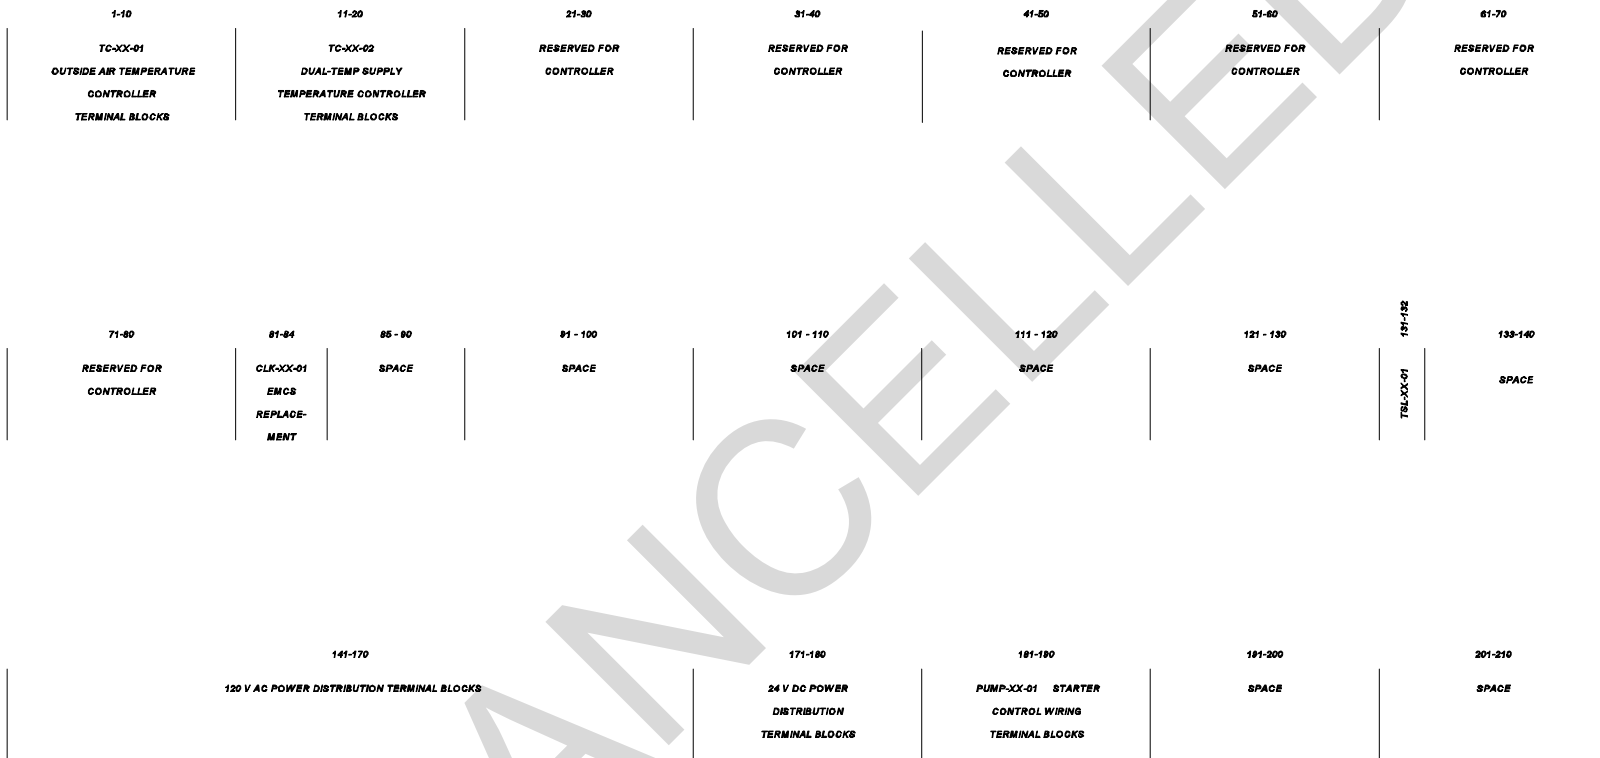 1-10
11-20
21-30
31-40
41-50
51-60
61-70
TC-XX-01
OUTSIDE AIR TEMPERATURE
CONTROLLER
TERMINAL BLOCKS
TC-XX-02
DUAL-TEMP SUPPLY
TEMPERATURE CONTROLLER
TERMINAL BLOCKS
RESERVED FOR
CONTROLLER
RESERVED FOR
CONTROLLER
RESERVED FOR
CONTROLLER
RESERVED FOR
CONTROLLER
RESERVED FOR
CONTROLLER
71-80
81-84
85 - 90
91 - 100
101 - 110
111 - 120
121 - 130
131-132
133-140
RESERVED FOR
CONTROLLER
CLK-XX-01
EMCS
REPLACE-
MENT
SPACE
SPACE
SPACE
SPACE
SPACE
TSL-XX-01
SPACE
141-170
171-180
181-190
191-200
201-210
120 V AC POWER DISTRIBUTION TERMINAL BLOCKS
24 V DC POWER
DISTRIBUTION
TERMINAL BLOCKS
PUMP-XX-01 STARTER
CONTROL WIRING
TERMINAL BLOCKS
SPACE
SPACE
ANCELLED